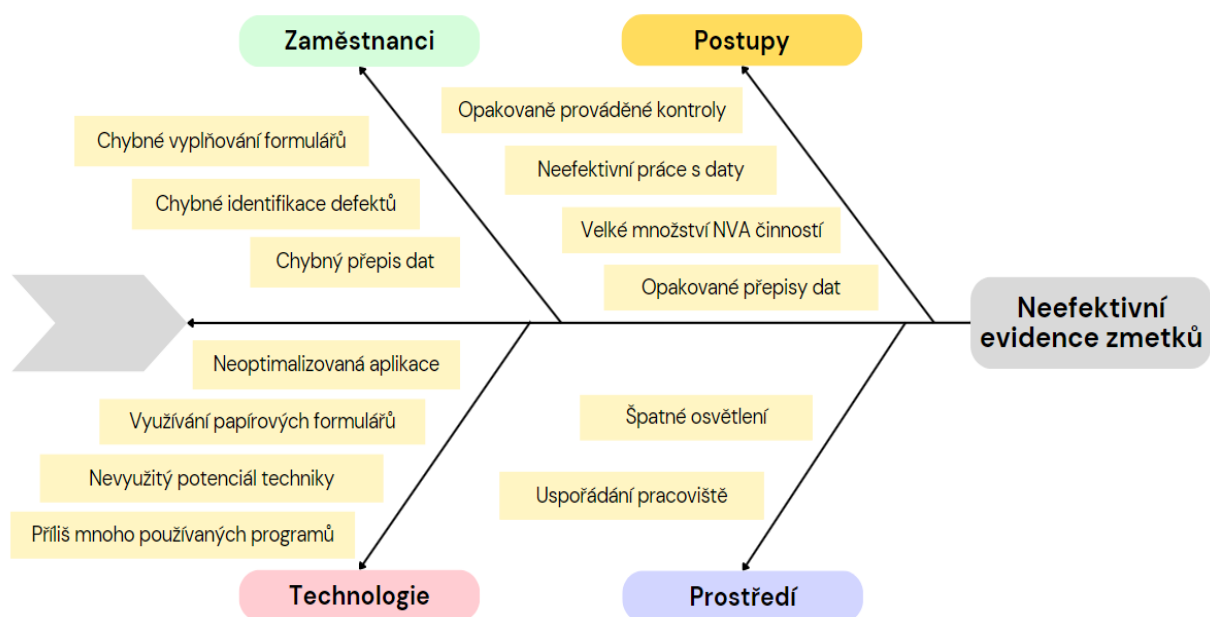 Zaměstnanci
Postupy
Opakovaně prováděné kontroly
Chybné vyplňování formulářů
Neefektivní práce s daty
Chybné identifikace defektů
Velké množství NVA činností
Chybný přepis dat
Opakované přepisy dat
Neefektivní
evidence zmetků
Neoptimalizovaná aplikace
Využívání papírových formulářů
Špatné osvětlení
Nevyužitý potenciál techniky
Uspořádání pracoviště
Příliš mnoho používaných programů
Technologie
Prostředí